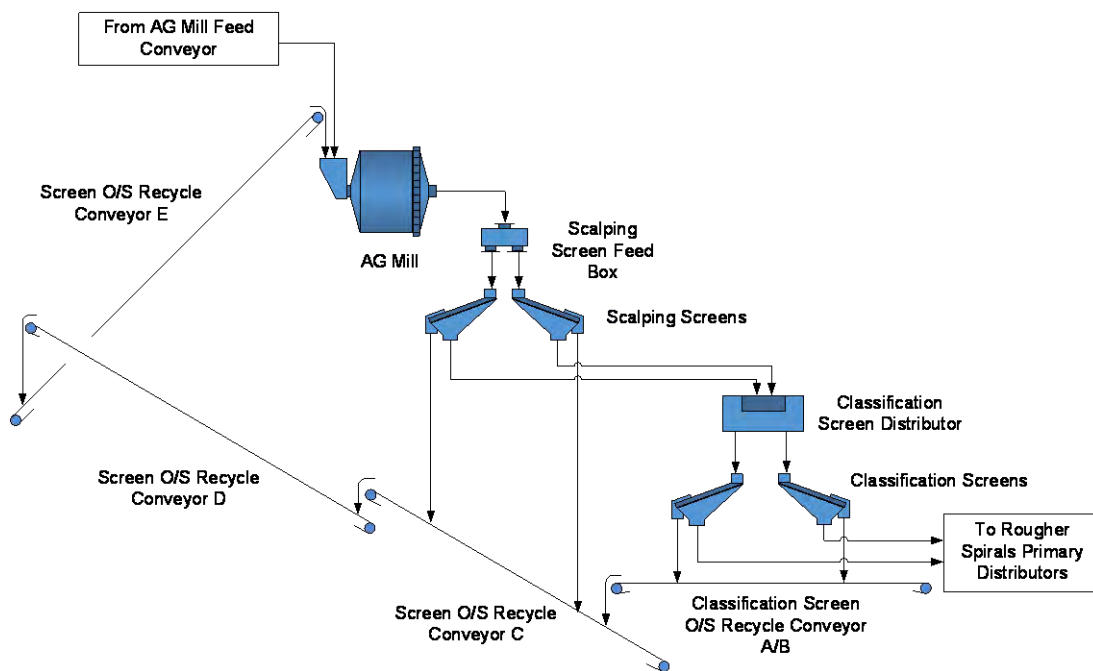 From AG Mill Feed
Conveyor
Screen O/S Recycle
Conveyor E
AG Mill
Scalping
Screen Feed
Box
Scalping Screens
Classification
Screen Distributor
Screen O/S Recycle
Conveyor D
Classification Screens
To Rougher
Spirals Primary
Distributors
Screen O/S Recycle
Conveyor C
Classification Screen
O/S Recycle Conveyor
A/B